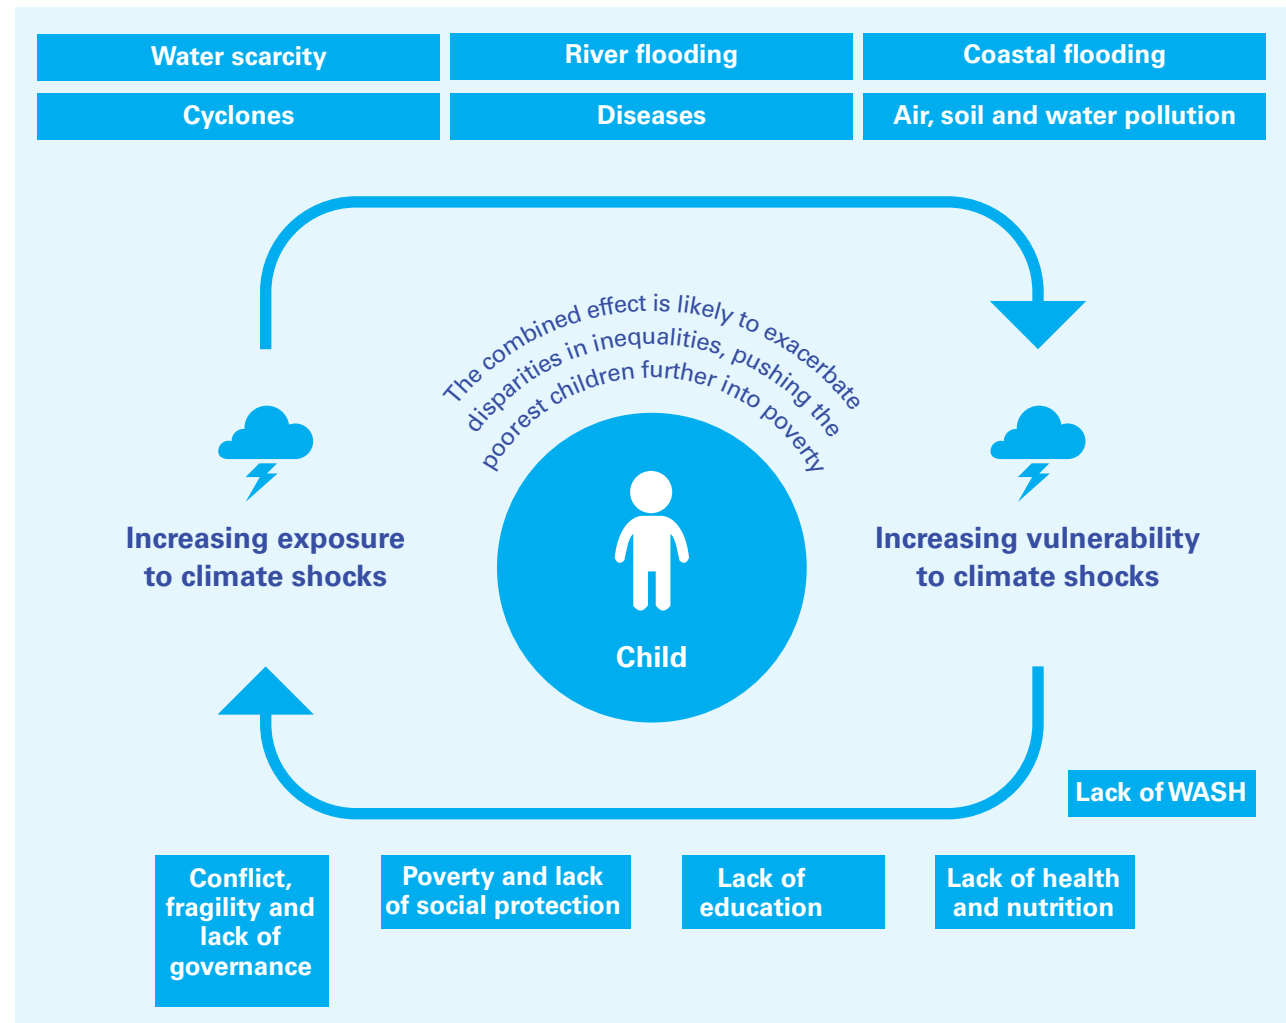 Water scarcity
River flooding
Coastal flooding
Cyclones
Diseases
Air, soil and water pollution
The combined effect is likely to exacerbate
disparities in inequalities, pushing the
poorest children further into poverty
Increasing exposure
to climate shocks
Child
Increasing vulnerability
to climate shocks
Lack of WASH
Conflict,
fragility and
lack of
governance
Poverty and lack
of social protection
Lack of
education
Lack of health
and nutrition